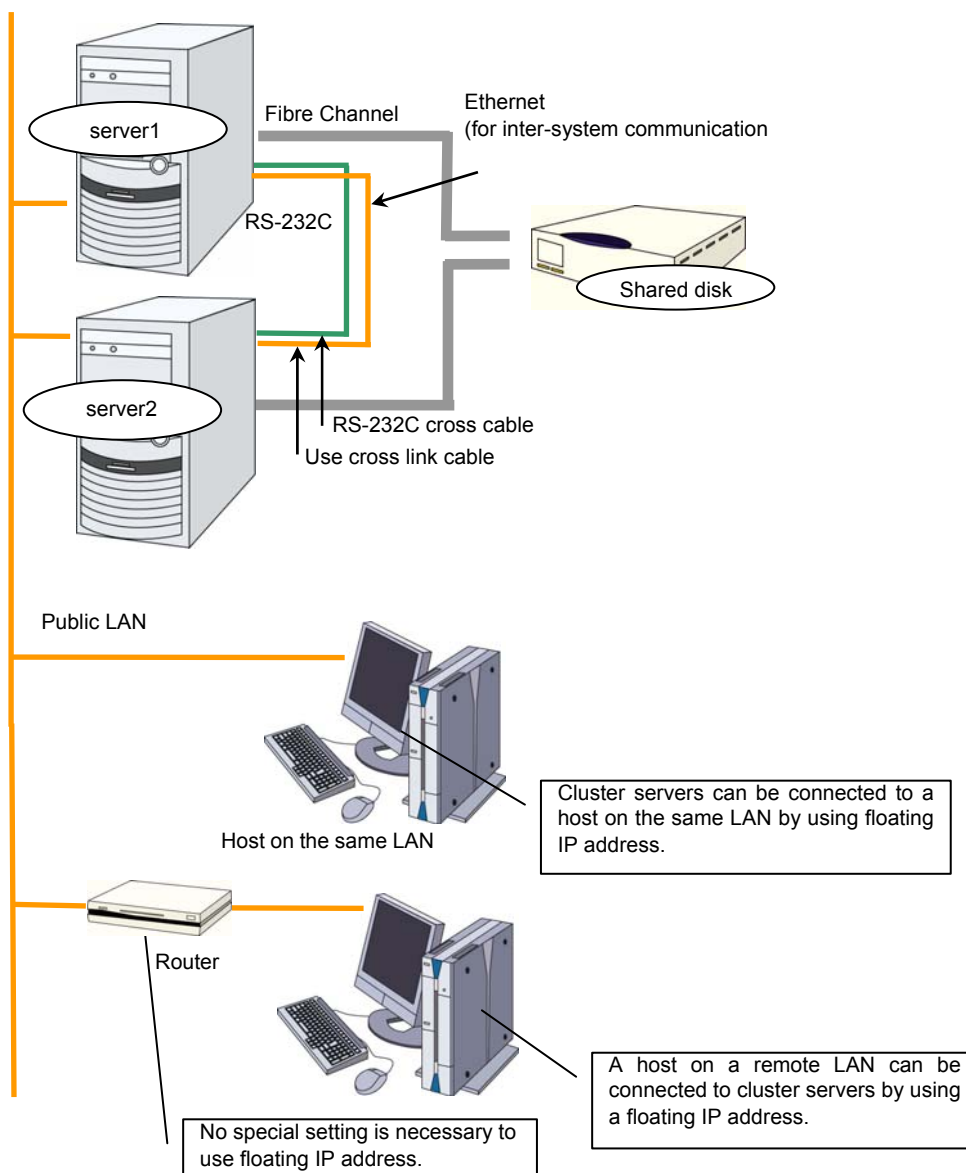 server1
Fibre Channel
Ethernet
(for inter-system communication
RS-232C
Shared disk
server2
RS-232C cross cable
Use cross link cable
Public LAN
Cluster servers can be connected to a
host on the same LAN by using floating
IP address.
Host on the same LAN
Router
A host on a remote LAN can be
connected to cluster servers by using
a floating IP address.
No special setting is necessary to
use floating IP address.